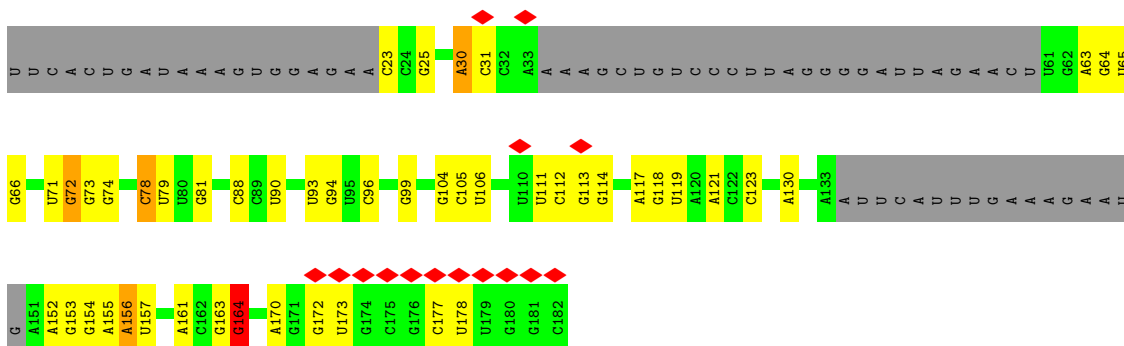 U U C A C U G A U A A A G U G G A G A A C23 C24 G25 A30 C31 C32 A33 A A A G C U G U C C C U U A G G G G A U U A G A A C U U61 G62 A63 G64 U65
G66 U71 G72 G73 G74 C78 U79 U80 G81 C88 C89 U90 U93 G94 U95 C96 G99 G104 C105 U106 U110 U111 C112 G113 G114 A117 G118 U119 A120 A121 C122 C123 A130 A133 A U U C A U U U G A A A G A A U
G A151 A152 G153 G154 A155 A156 U157 A161 C162 G163 G164 A170 G171 G172 U173 G174 C175 G176 C177 U178 U179 G180 G181 C182